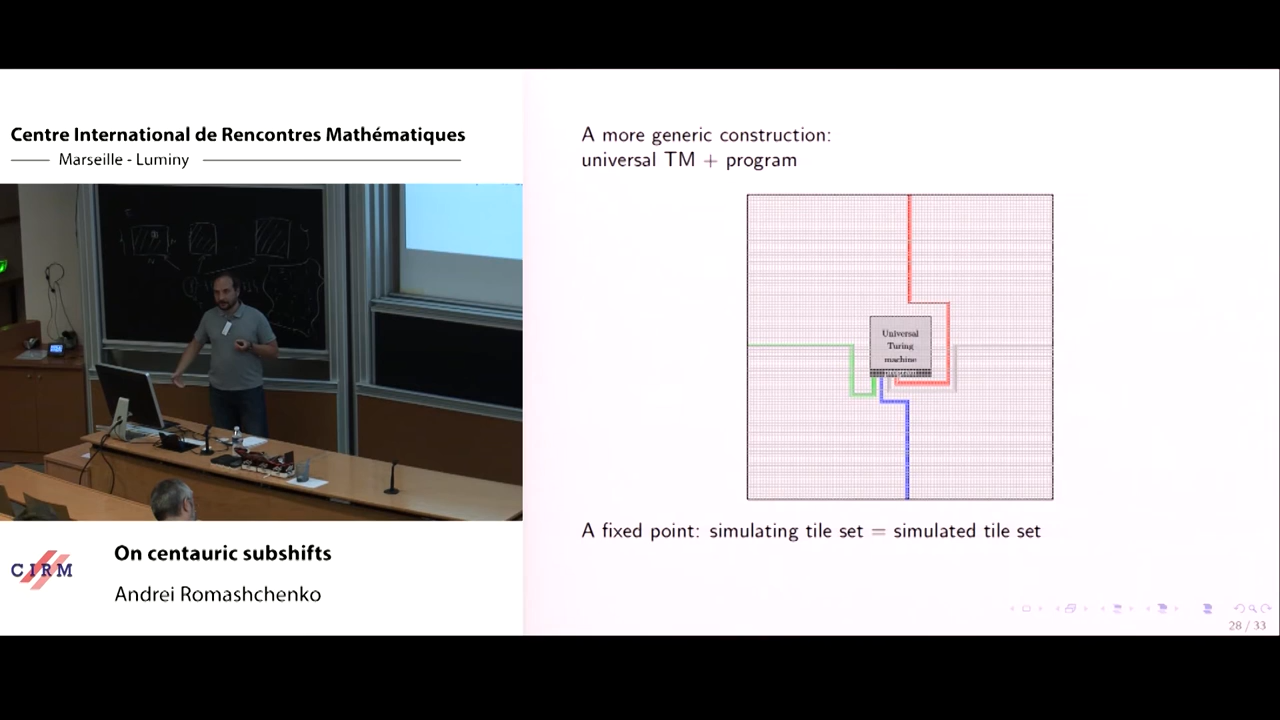 Centre International de Rencontres Mathématiques
Marseille - Luminy
A more generic construction:
universal TM + program
Universal
Turing
machine
program
A fixed point: simulating tile set = simulated tile set
On centauric subshifts
CIRM
Andrei Romashchenko
28 / 33